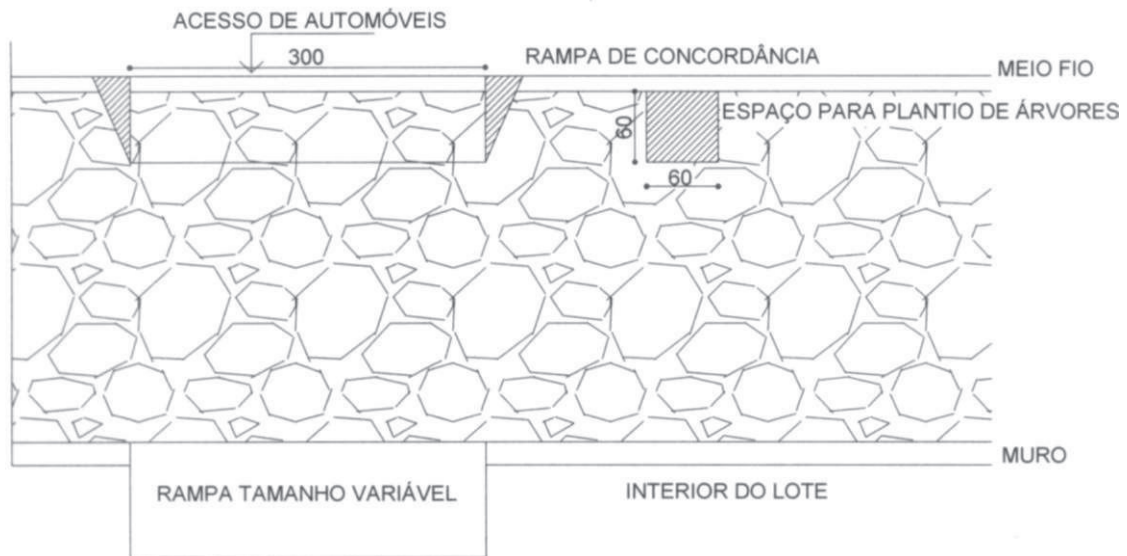 ACESSO DE AUTOMÓVEIS
300
RAMPA DE CONCORDÂNCIA
MEIO FIO
ESPAÇO PARA PLANTIO DE ÁRVORES
60
60
MURO
RAMPA TAMANHO VARIÁVEL
INTERIOR DO LOTE